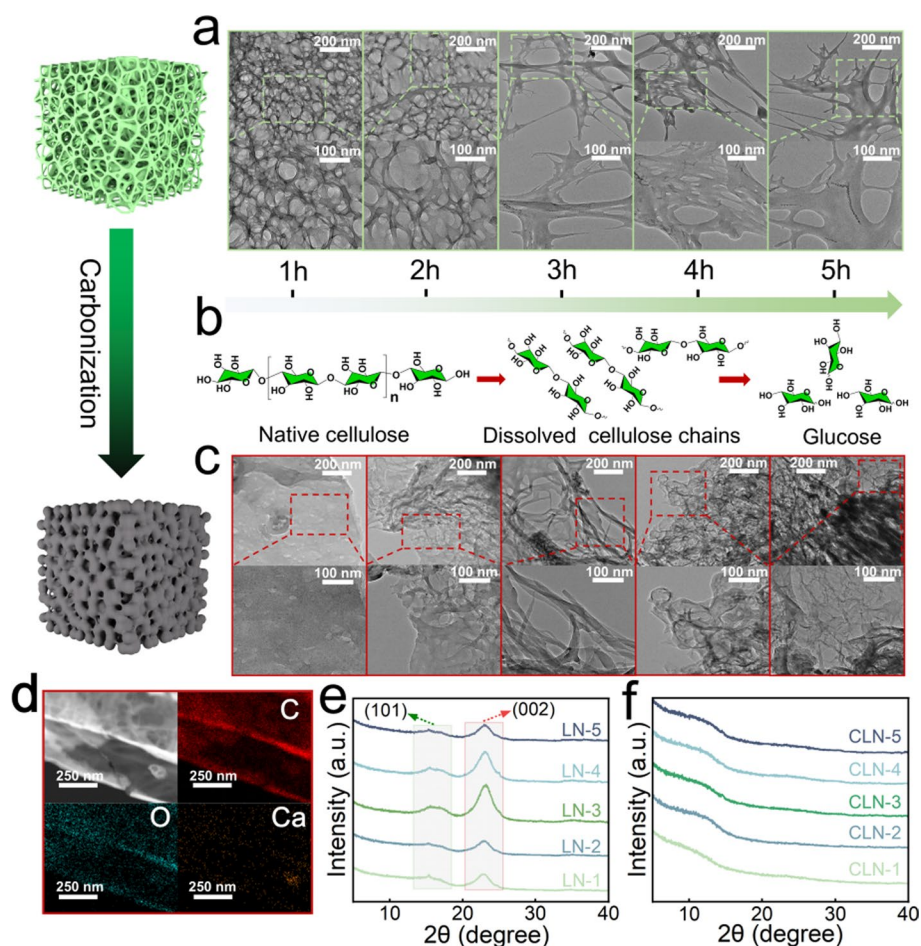 a
200 nm 200 nm 200 nm 200 nm 200 nm
100 nm 100 nm 100 nm 100 nm 100 nm
Carbonization
1h 2h 3h 4h 5h
b
Native cellulose Dissolved cellulose chains Glucose
n
c
200 nm 200 nm 200 nm 200 nm 200 nm
100 nm 100 nm 100 nm 100 nm 100 nm
d
C
250 nm 250 nm
O Ca
250 nm 250 nm
e
(101) (002)
LN-5
LN-4
LN-3
LN-2
LN-1
Intensity (a.u.)
10 20 30 40
2θ (degree)
f
CLN-5
CLN-4
CLN-3
CLN-2
CLN-1
Intensity (a.u.)
10 20 30 40
2θ (degree)